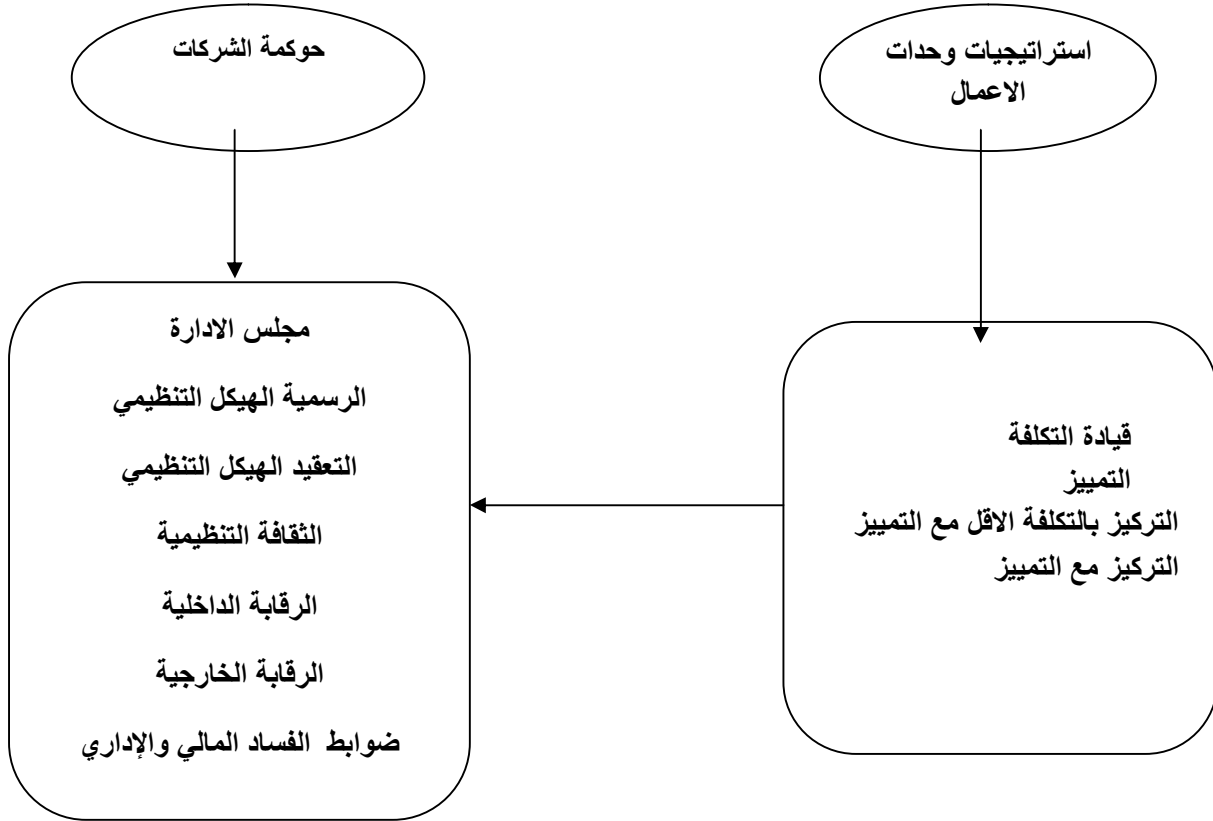 استراتيجيات وحدات
الاعمال
حوكمة الشركات
قيادة التكلفة
التمييز
التركيز بالتكلفة الاقل مع التمييز
التركيز مع التمييز
مجلس الادارة
الرسمية الهيكل التنظيمي
التعقيد الهيكل التنظيمي
الثقافة التنظيمية
الرقابة الداخلية
الرقابة الخارجية
ضوابط الفساد المالي والإداري